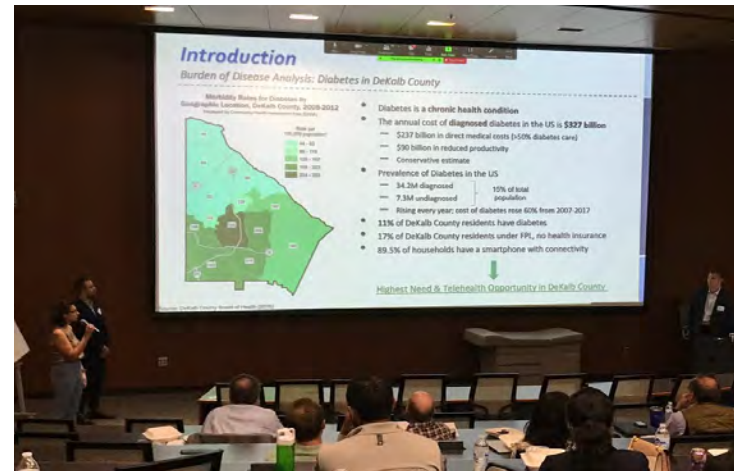 Introduction
Burden of Disease Analysis: Diabetes in DeKalb County
Morbidity Rates for Diabetes by
Geographic Location, DeKalb County, 2008-2012
• Diabetes is a chronic health condition
• The annual cost of diagnosed diabetes in the US is $327 billion
— $237 billion in direct medical costs (>50% diabetes care)
— $90 billion in reduced productivity
— Conservative estimate
• Prevalence of Diabetes in the US
— 34.2M diagnosed
— 7.3M undiagnosed
15% of total
population
— Rising every year; cost of diabetes rose 60% from 2007-2017
• 11% of DeKalb County residents have diabetes
• 17% of DeKalb County residents under FPL, no health insurance
• 89.5% of households have a smartphone with connectivity
Highest Need & Telehealth Opportunity in DeKalb County